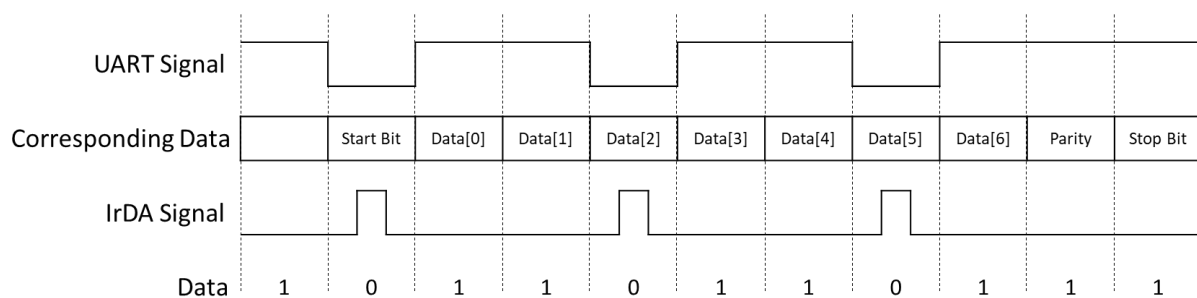 UART Signal
Corresponding Data Start Bit Data[0] Data[1] Data[2] Data[3] Data[4] Data[5] Data[6] Parity Stop Bit
IrDA Signal
Data 1 0 1 1 0 1 1 0 1 1 1